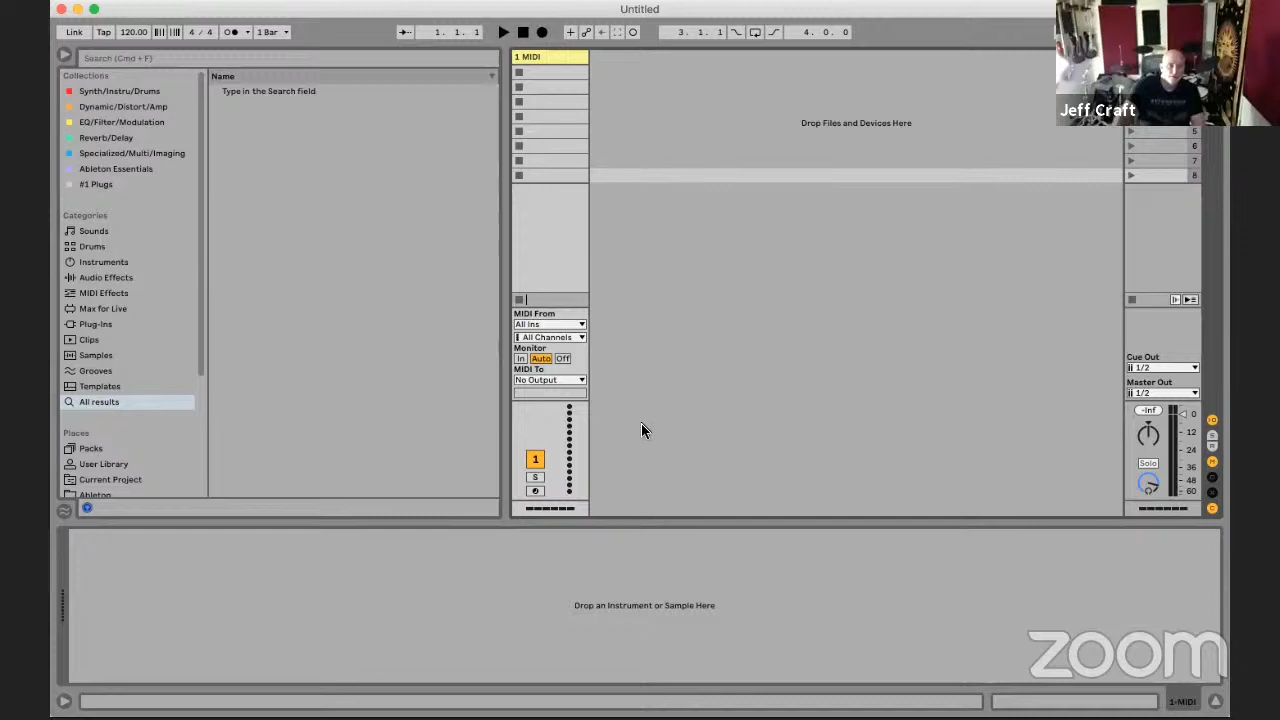 Untitled
Link Tap 120.00 4 / 4 1 Bar 1. 1. 1 3. 1. 1 4. 0. 0
Jeff Craft
Search (Cmd + F)
Collections
Synth/Instru/Drums
Dynamic/Distort/Amp
EQ/Filter/Modulation
Reverb/Delay
Specialized/Multi/Imaging
Ableton Essentials
#1 Plugs
Categories
Sounds
Drums
Instruments
Audio Effects
MIDI Effects
Max for Live
Plug-Ins
Clips
Samples
Grooves
Templates
All results
Places
Packs
User Library
Current Project
Ableton
Name
Type in the Search field
1 MIDI
MIDI From
All Ins
All Channels
Monitor
In Auto Off
MIDI To
No Output
1
S
Drop Files and Devices Here
5
6
7
8
Cue Out
1/2
Master Out
1/2
-Inf
0
12
24
36
48
60
Solo
Drop an Instrument or Sample Here
zoom
1-MIDI